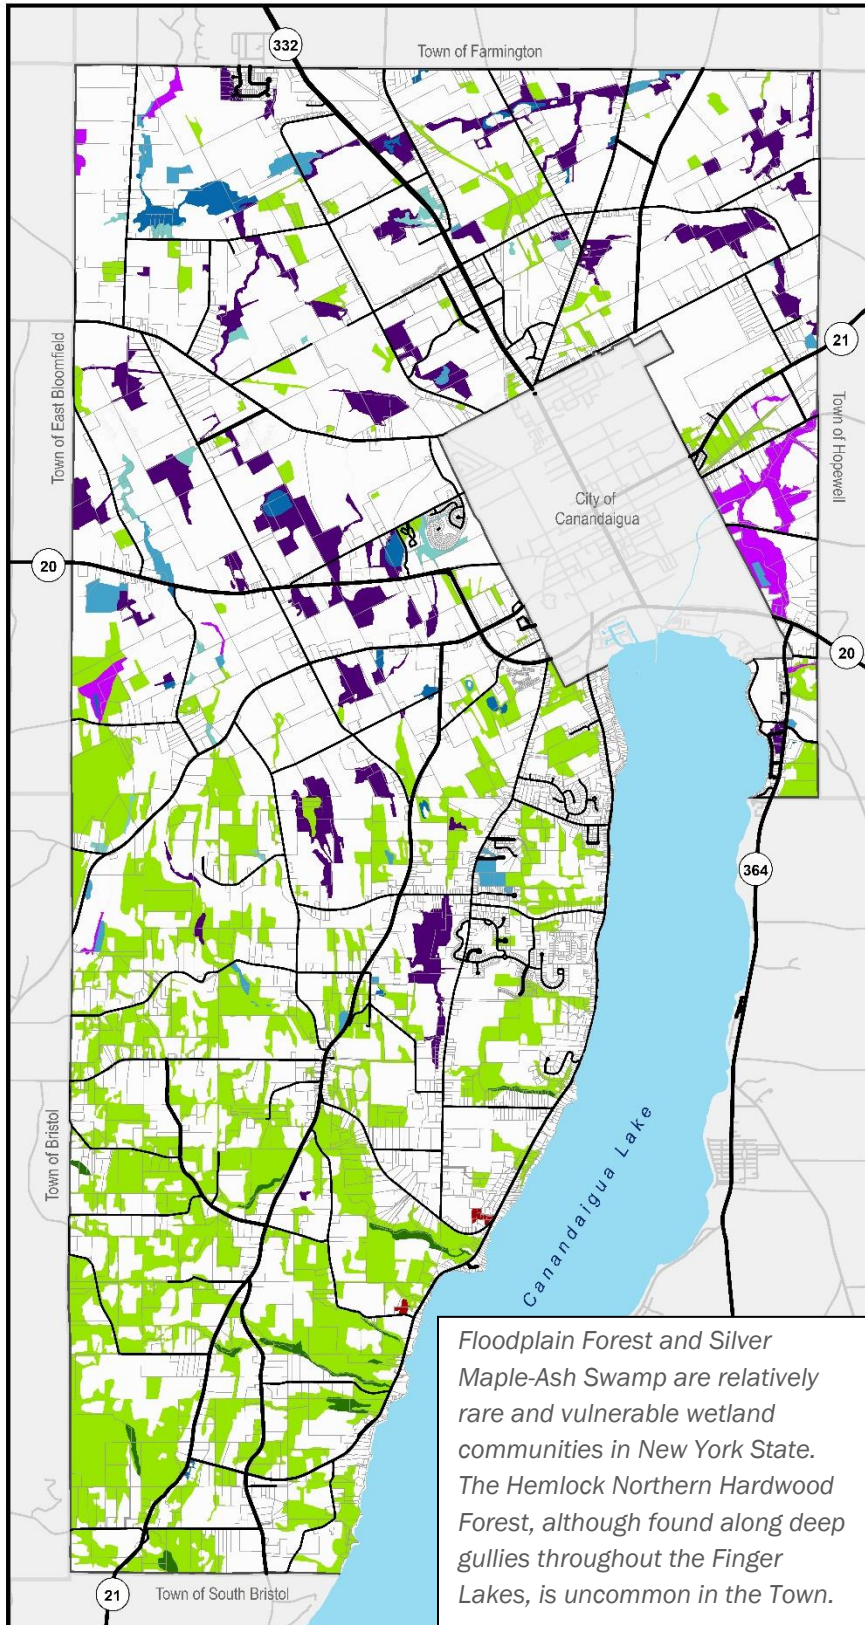 332
Town of Farmington
21
Town of East Bloomfield
Town of Hopewell
City of
Canandaigua
20
20
364
Canandaigua Lake
Town of Bristol
Floodplain Forest and Silver
Maple-Ash Swamp are relatively
rare and vulnerable wetland
communities in New York State.
The Hemlock Northern Hardwood
Forest, although found along deep
gullies throughout the Finger
Lakes, is uncommon in the Town.
21
Town of South Bristol